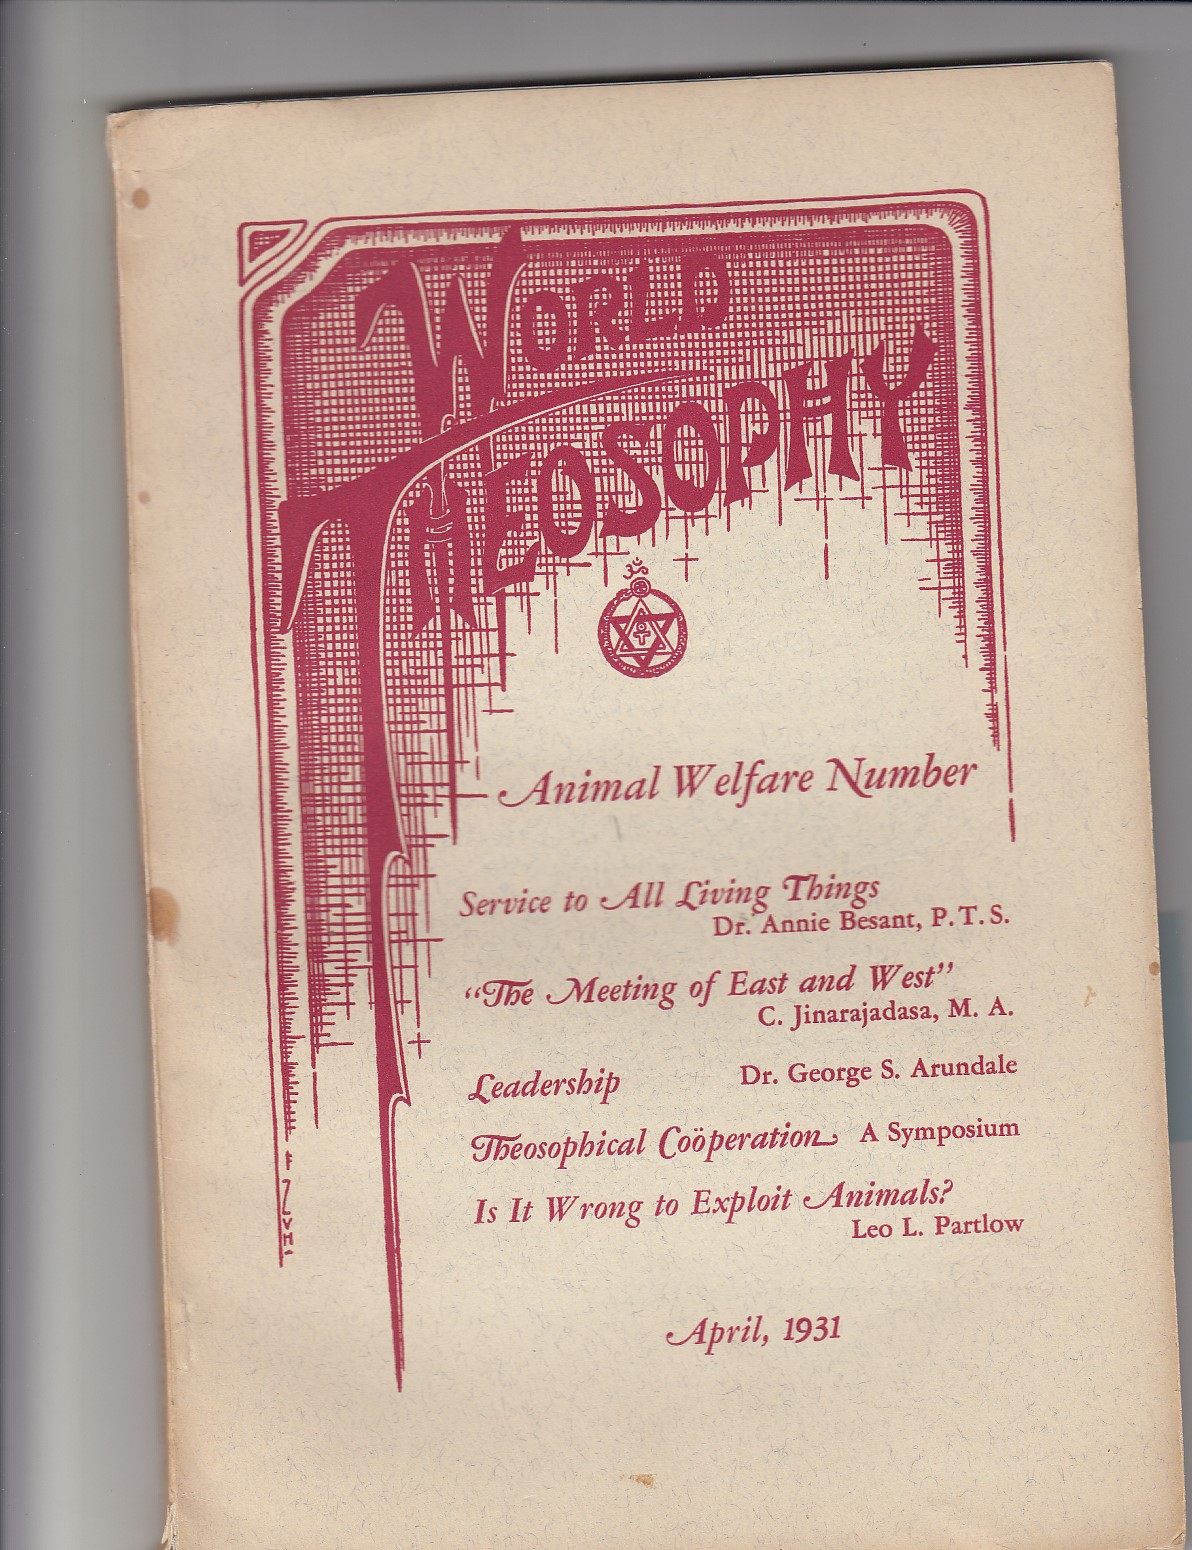 WORLD
THEOSOPHY
ॐ
Animal Welfare Number
Service to All Living Things
Dr. Annie Besant, P. T. S.
"The Meeting of East and West"
C. Jinarajadasa, M. A.
Leadership Dr. George S. Arundale
Theosophical Coöperation A Symposium
Is It Wrong to Exploit Animals?
Leo L. Partlow
April, 1931